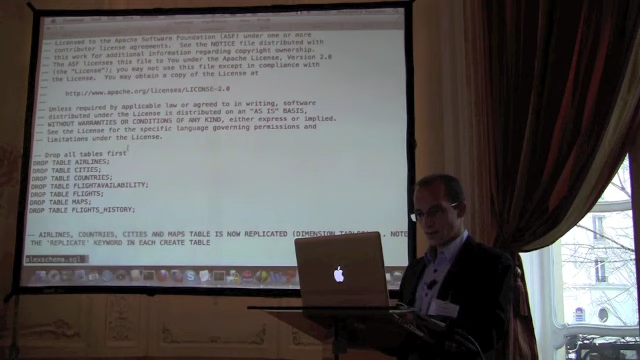 -- Licensed to the Apache Software Foundation (ASF) under one or more
-- contributor license agreements.  See the NOTICE file distributed with
-- this work for additional information regarding copyright ownership.
-- The ASF licenses this file to You under the Apache License, Version 2.0
-- (the "License"); you may not use this file except in compliance with
-- the License.  You may obtain a copy of the License at
--
--     http://www.apache.org/licenses/LICENSE-2.0
--
-- Unless required by applicable law or agreed to in writing, software
-- distributed under the License is distributed on an "AS IS" BASIS,
-- WITHOUT WARRANTIES OR CONDITIONS OF ANY KIND, either express or implied.
-- See the License for the specific language governing permissions and
-- limitations under the License.
-- Drop all tables first
DROP TABLE AIRLINES;
DROP TABLE CITIES;
DROP TABLE COUNTRIES;
DROP TABLE FLIGHTAVAILABILITY;
DROP TABLE FLIGHTS;
DROP TABLE MAPS;
DROP TABLE FLIGHTS_HISTORY;
-- AIRLINES, COUNTRIES, CITIES AND MAPS TABLE IS NOW REPLICATED (DIMENSION NOTE
THE 'REPLICATE' KEYWORD IN EACH CREATE TABLE